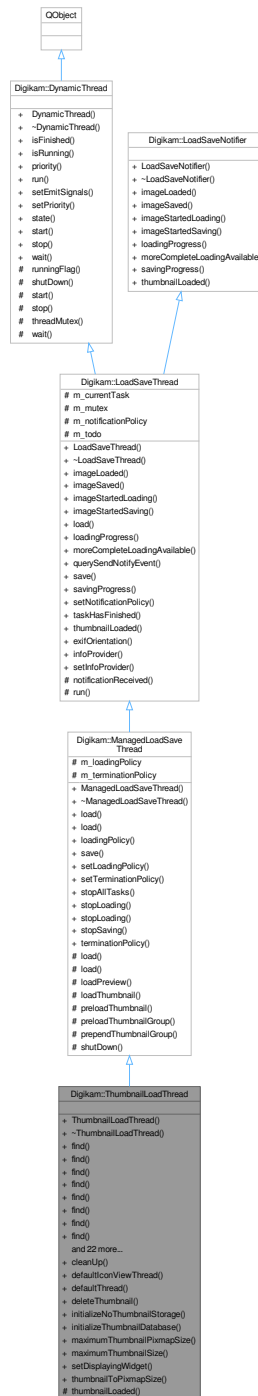 QObject
Digikam::DynamicThread
+ DynamicThread()
+ ~DynamicThread()
+ isFinished()
+ isRunning()
+ priority()
+ run()
+ setEmitSignals()
+ setPriority()
+ state()
+ start()
+ stop()
+ wait()
# runningFlag()
# shutDown()
# start()
# stop()
# threadMutex()
# wait()
Digikam::LoadSaveNotifier
+ LoadSaveNotifier()
+ ~LoadSaveNotifier()
+ imageLoaded()
+ imageSaved()
+ imageStartedLoading()
+ imageStartedSaving()
+ loadingProgress()
+ moreCompleteLoadingAvailable
+ savingProgress()
+ thumbnailLoaded()
Digikam::LoadSaveThread
# m_currentTask
# m_mutex
# m_notificationPolicy
# m_todo
+ LoadSaveThread()
+ ~LoadSaveThread()
+ imageLoaded()
+ imageSaved()
+ imageStartedLoading()
+ imageStartedSaving()
+ load()
+ loadingProgress()
+ moreCompleteLoadingAvailable()
+ querySendNotifyEvent()
+ save()
+ savingProgress()
+ setNotificationPolicy()
+ taskHasFinished()
+ thumbnailLoaded()
+ exifOrientation()
+ infoProvider()
+ setInfoProvider()
# notificationReceived()
# run()
Digikam::ManagedLoadSave
Thread
# m_loadingPolicy
# m_terminationPolicy
+ ManagedLoadSaveThread()
+ ~ManagedLoadSaveThread()
+ load()
+ load()
+ loadingPolicy()
+ save()
+ setLoadingPolicy()
+ setTerminationPolicy()
+ stopAllTasks()
+ stopLoading()
+ stopLoading()
+ stopSaving()
+ terminationPolicy()
# load()
# load()
# loadPreview()
# loadThumbnail()
# preloadThumbnail()
# preloadThumbnailGroup()
# prependThumbnailGroup()
# shutDown()
Digikam::ThumbnailLoadThread
+ ThumbnailLoadThread()
+ ~ThumbnailLoadThread()
+ find()
+ find()
+ find()
+ find()
+ find()
+ find()
+ find()
+ find()
and 22 more...
+ cleanUp()
+ defaultIconViewThread()
+ defaultThread()
+ deleteThumbnail()
+ initializeNoThumbnailStorage()
+ initializeThumbnailDatabase()
+ maximumThumbnailPixmapSize()
+ maximumThumbnailSize()
+ setDisplayingWidget()
+ thumbnailToPixmapSize()
# thumbnailLoaded()